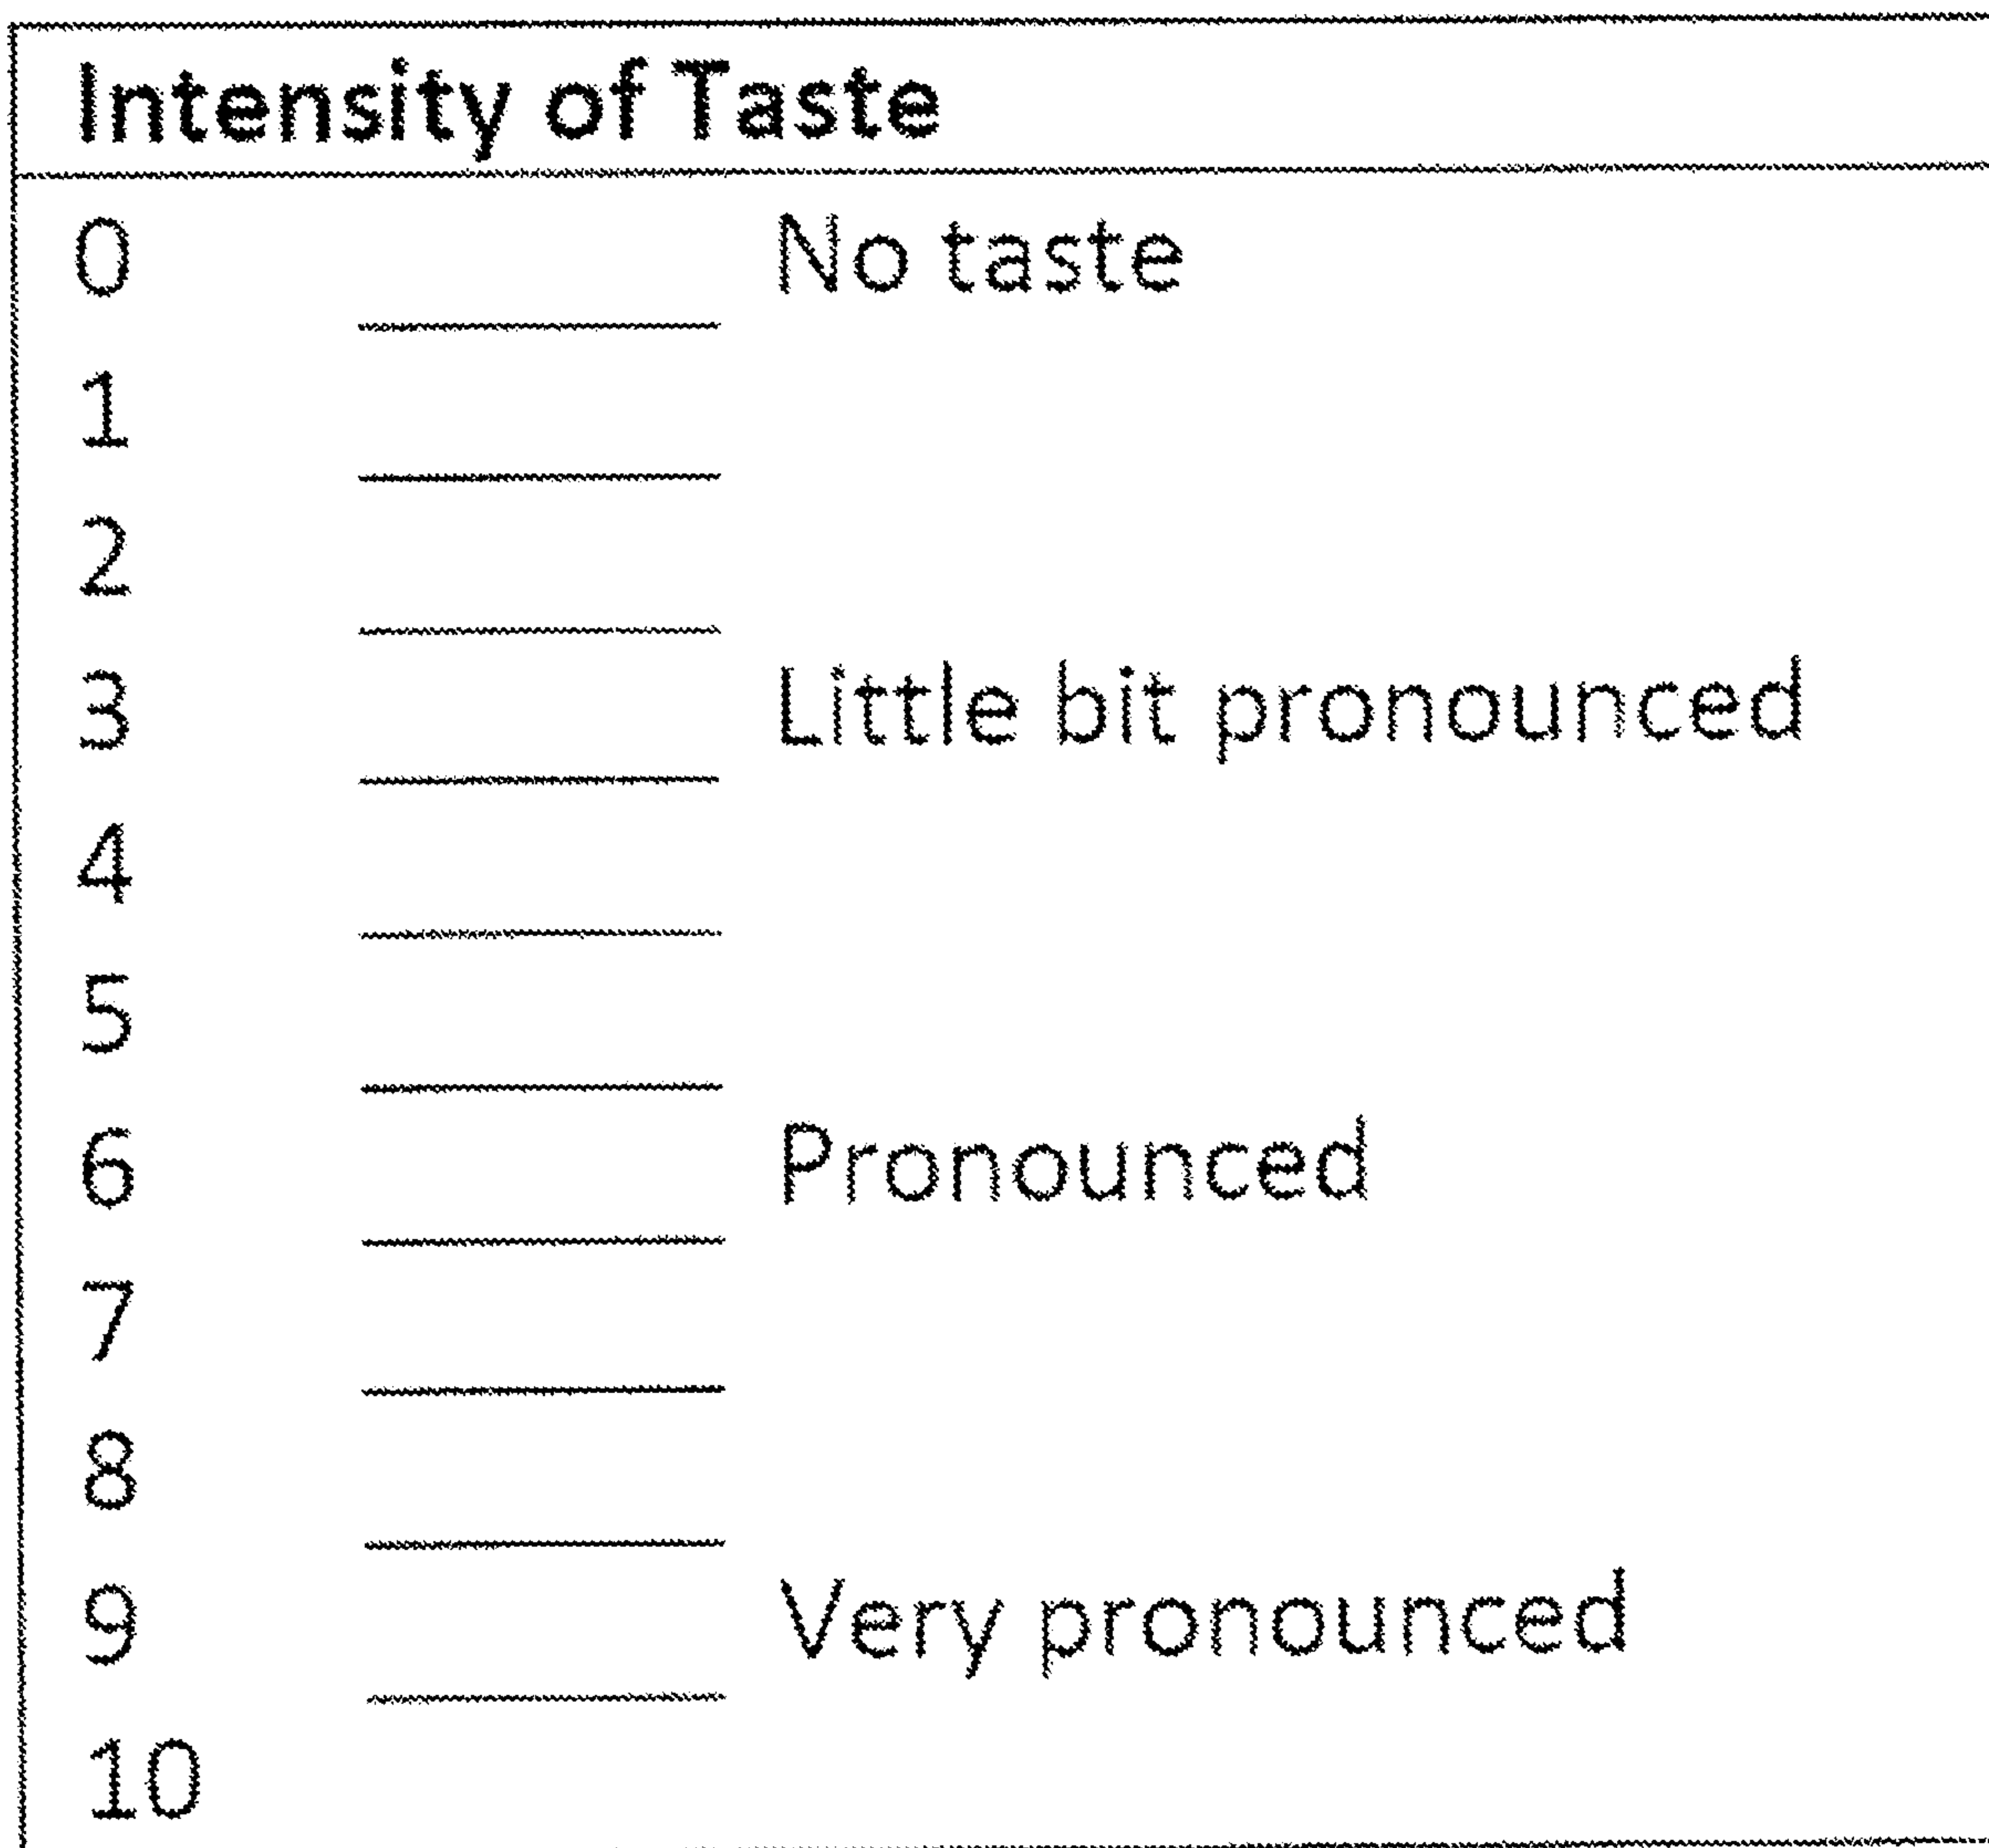 Intensity of Taste
0 No taste
1
2
3 Little bit pronounced
4
5
6 Pronounced
7
8
9 Very pronounced
10